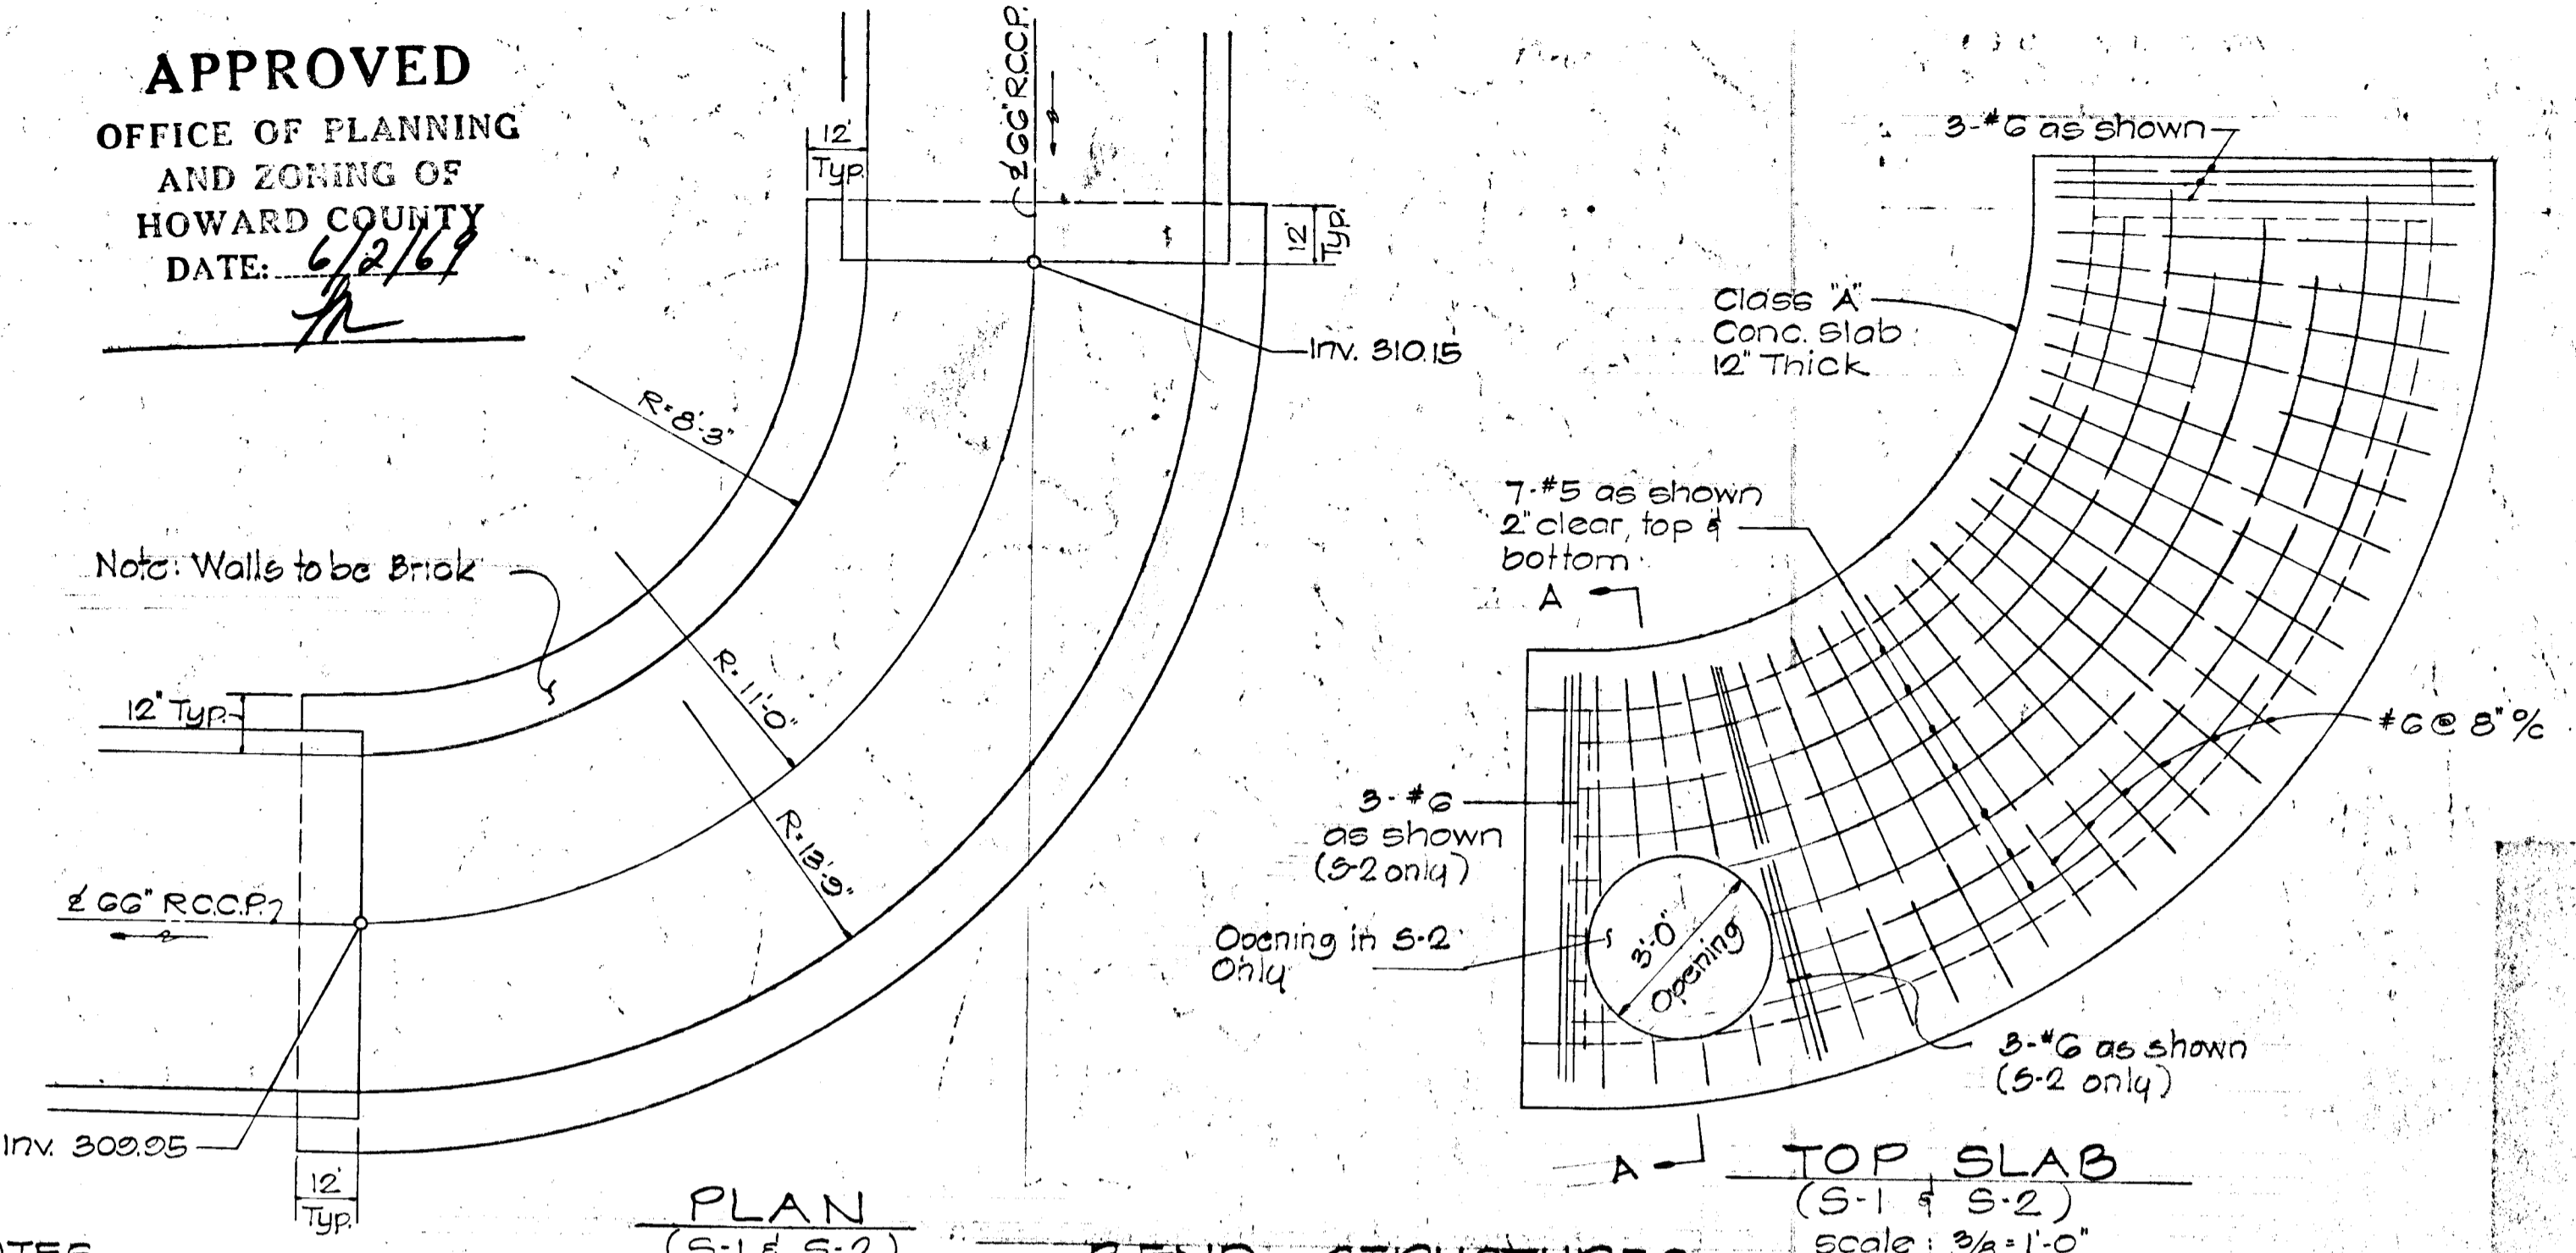 APPROVED
OFFICE OF PLANNING
AND ZONING OF
HOWARD COUNTY
DATE: 6/2/69
12'
Typ.
℄ 66" R.C.C.P.
12'
Typ.
Inv. 310.15
R=8'-3"
Note: Walls to be Brick
R=11'-0"
R=13'-9"
12" Typ.
℄ 66" R.C.C.P.
Inv. 309.95
12'
Typ.
PLAN
(S-1 & S-2)
3-#6 as shown
Class "A"
Conc. Slab
12" Thick
7-#5 as shown
2" clear, top &
bottom
A
3-#6
as shown
(S-2 only)
Opening in S-2
Only
3'-0"
Opening
#6 @ 8" o/c
3-#6 as shown
(S-2 only)
A
TOP SLAB
(S-1 & S-2)
Scale: 3/8 = 1'-0"
BEND STRUCTURES